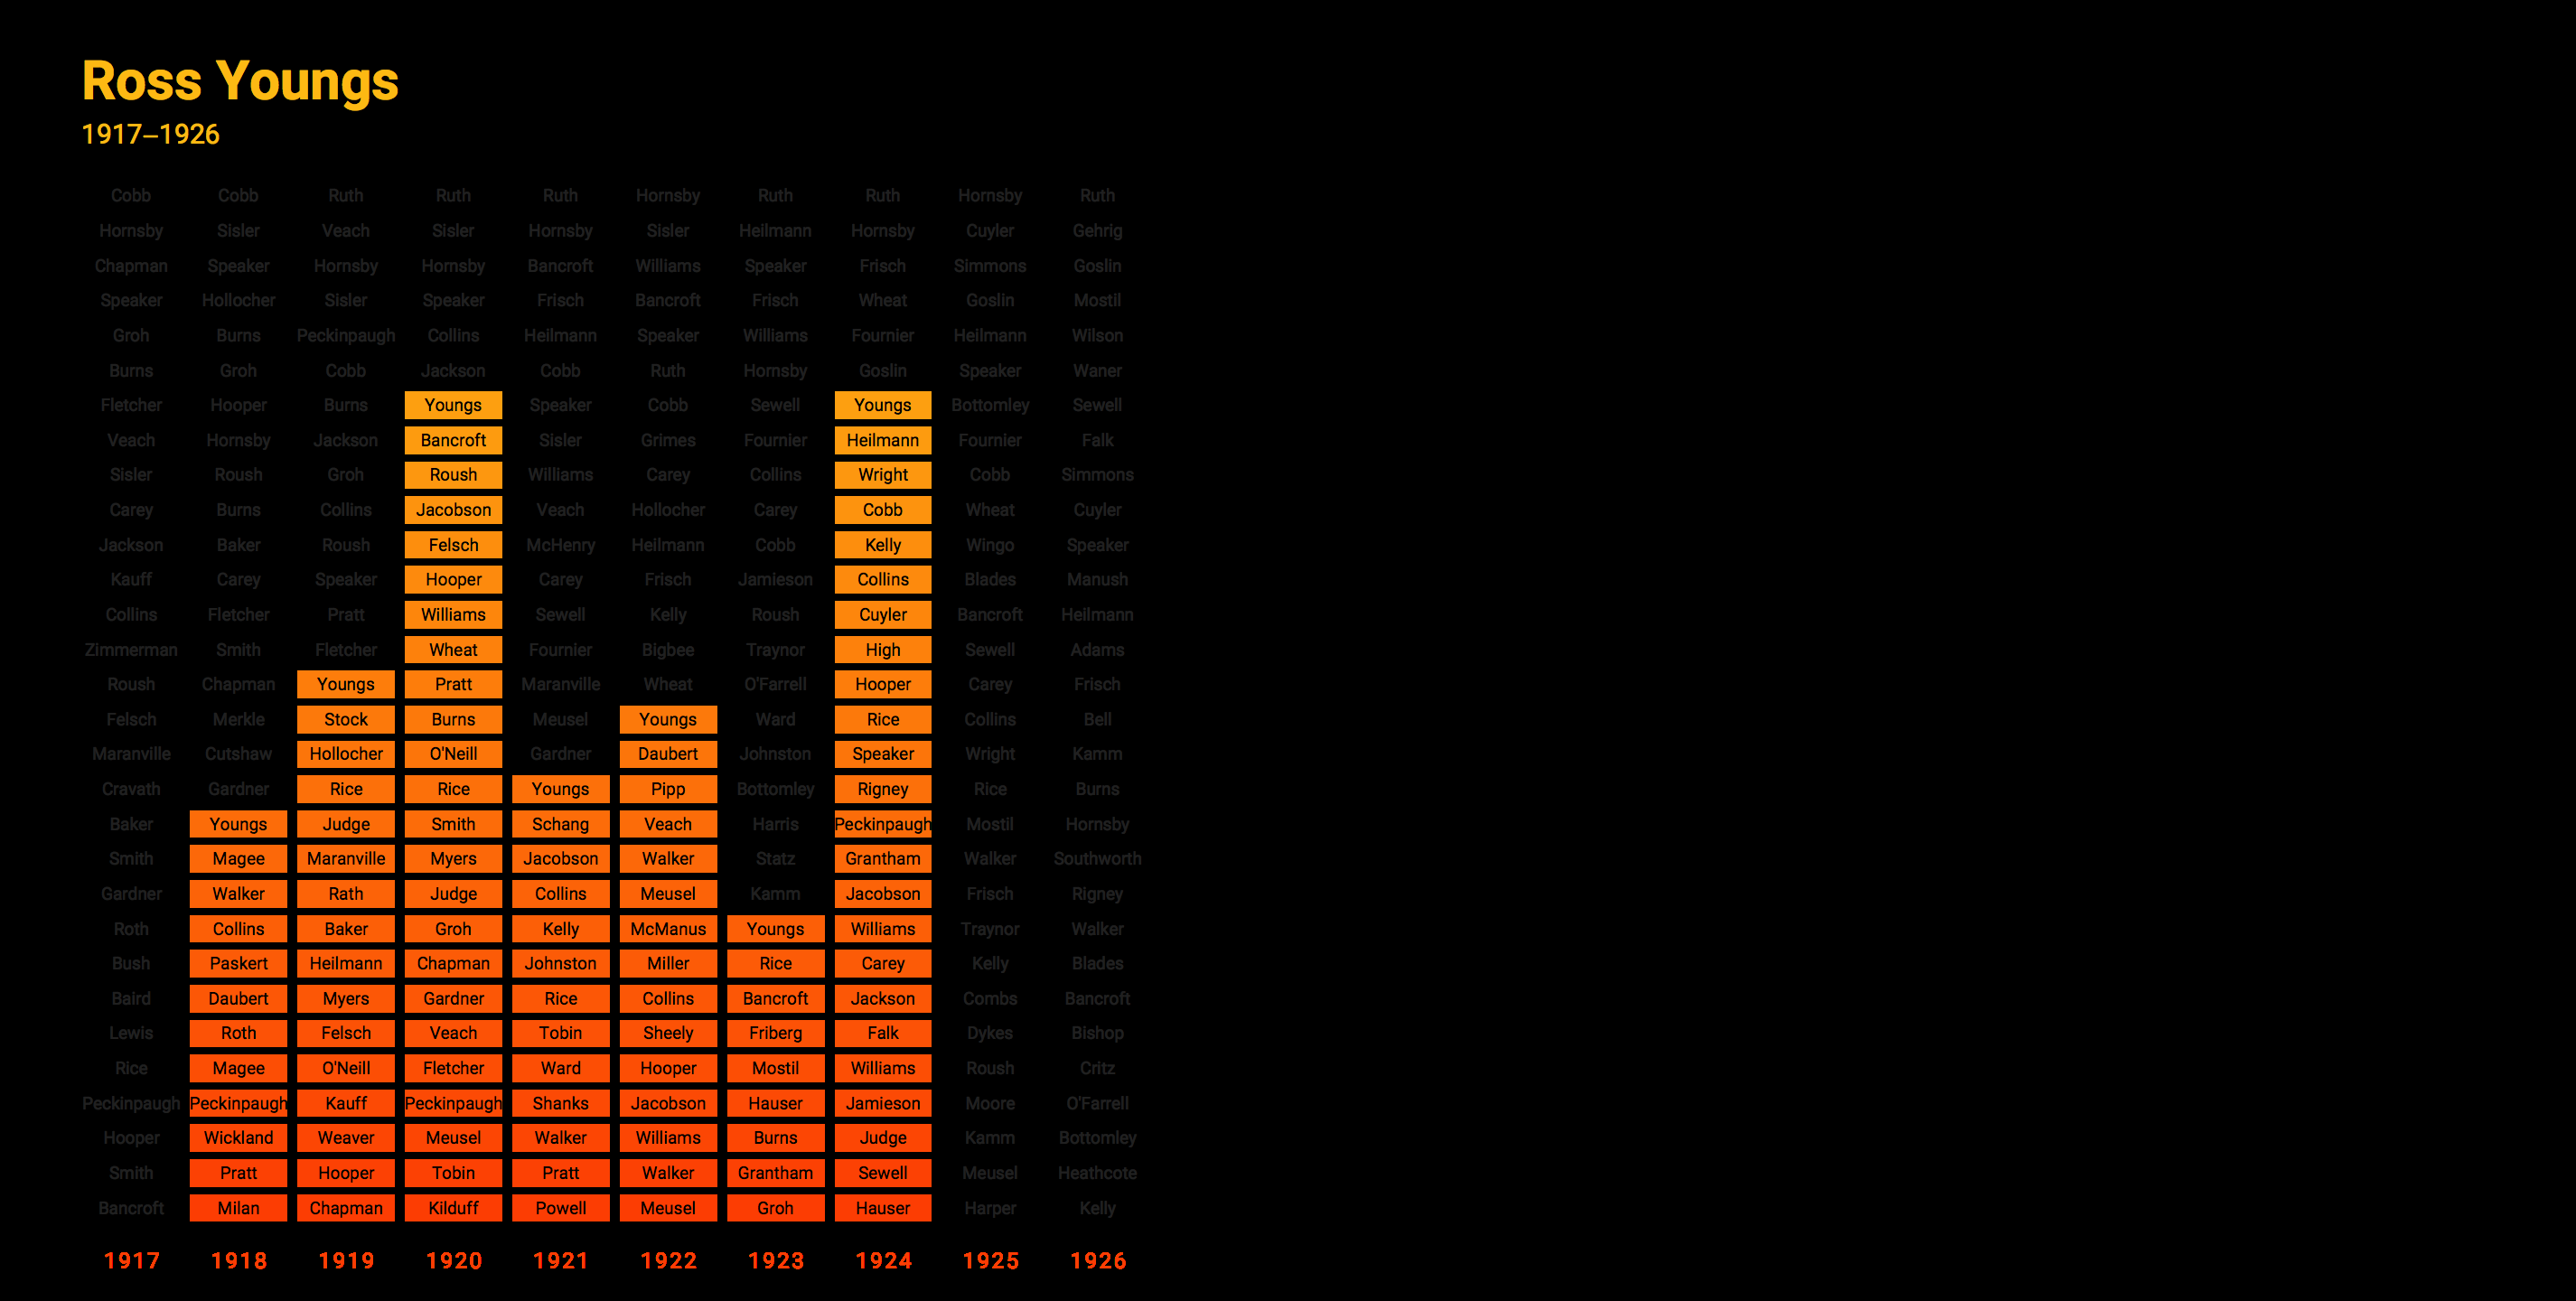 Ross Youngs
1917–1926
Cobb Cobb Ruth Ruth Ruth Hornsby Ruth Ruth Hornsby Ruth
Hornsby Sisler Veach Sisler Hornsby Sisler Heilmann Hornsby Cuyler Gehrig
Chapman Speaker Hornsby Hornsby Bancroft Williams Speaker Frisch Simmons Goslin
Speaker Hollocher Sisler Speaker Frisch Bancroft Frisch Wheat Goslin Mostil
Groh Burns Peckinpaugh Collins Heilmann Speaker Williams Fournier Heilmann Wilson
Burns Groh Cobb Jackson Cobb Ruth Hornsby Goslin Speaker Waner
Fletcher Hooper Burns Youngs Speaker Cobb Sewell Youngs Bottomley Sewell
Veach Hornsby Jackson Bancroft Sisler Grimes Fournier Heilmann Fournier Falk
Sisler Roush Groh Roush Williams Carey Collins Wright Cobb Simmons
Carey Burns Collins Jacobson Veach Hollocher Carey Cobb Wheat Cuyler
Jackson Baker Roush Felsch McHenry Heilmann Cobb Kelly Wingo Speaker
Kauff Carey Speaker Hooper Carey Frisch Jamieson Collins Blades Manush
Collins Fletcher Pratt Williams Sewell Kelly Roush Cuyler Bancroft Heilmann
Zimmerman Smith Fletcher Wheat Fournier Bigbee Traynor High Sewell Adams
Roush Chapman Youngs Pratt Maranville Wheat O'Farrell Hooper Carey Frisch
Felsch Merkle Stock Burns Meusel Youngs Ward Rice Collins Bell
Maranville Cutshaw Hollocher O'Neill Gardner Daubert Johnston Speaker Wright Kamm
Cravath Gardner Rice Rice Youngs Pipp Bottomley Rigney Rice Burns
Baker Youngs Judge Smith Schang Veach Harris Peckinpaugh Mostil Hornsby
Smith Magee Maranville Myers Jacobson Walker Statz Grantham Walker Southworth
Gardner Walker Rath Judge Collins Meusel Kamm Jacobson Frisch Rigney
Roth Collins Baker Groh Kelly McManus Youngs Williams Traynor Walker
Bush Paskert Heilmann Chapman Johnston Miller Rice Carey Kelly Blades
Baird Daubert Myers Gardner Rice Collins Bancroft Jackson Combs Bancroft
Lewis Roth Felsch Veach Tobin Sheely Friberg Falk Dykes Bishop
Rice Magee O'Neill Fletcher Ward Hooper Mostil Williams Roush Critz
Peckinpaugh Peckinpaugh Kauff Peckinpaugh Shanks Jacobson Hauser Jamieson Moore O'Farrell
Hooper Wickland Weaver Meusel Walker Williams Burns Judge Kamm Bottomley
Smith Pratt Hooper Tobin Pratt Walker Grantham Sewell Meusel Heathcote
Bancroft Milan Chapman Kilduff Powell Meusel Groh Hauser Harper Kelly
1917 1918 1919 1920 1921 1922 1923 1924 1925 1926